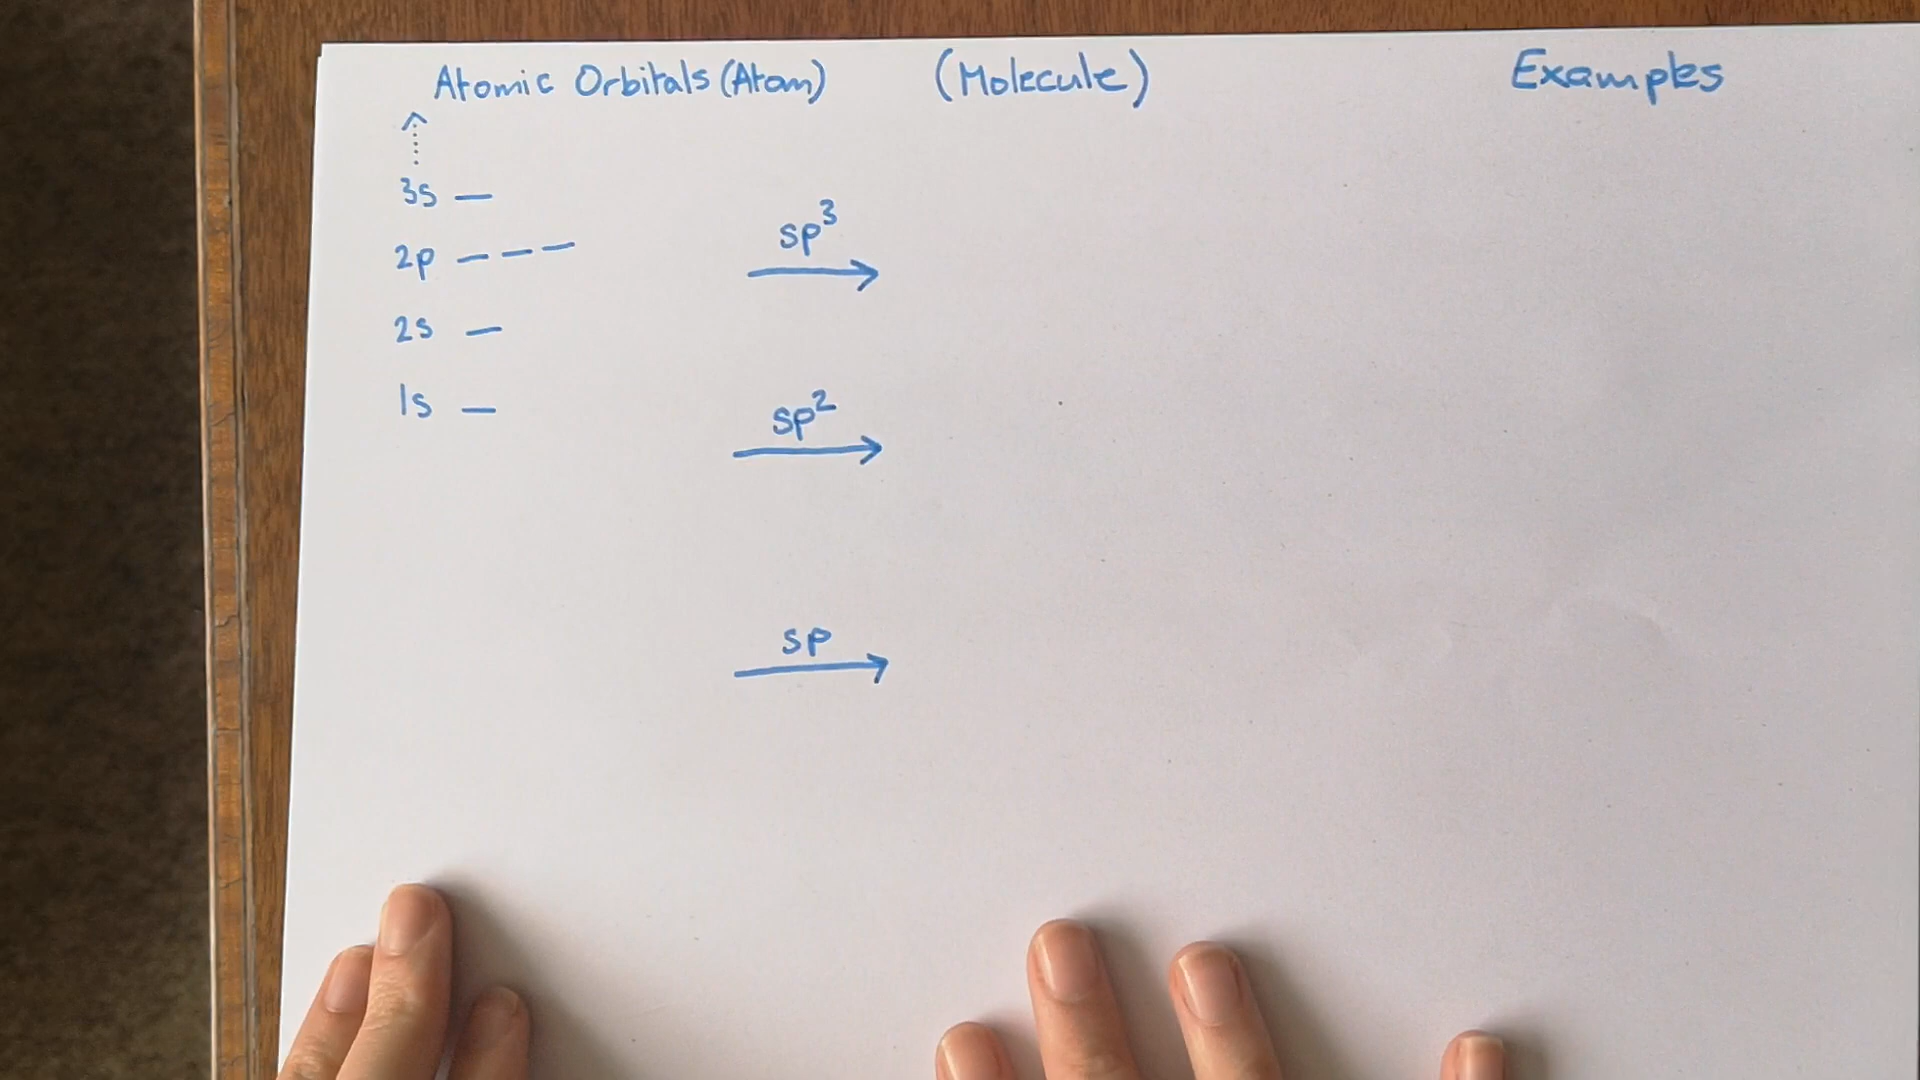 Atomic Orbitals (Atom) (Molecule) Examples
3s
sp³
2p
2s
1s
sp²
sp